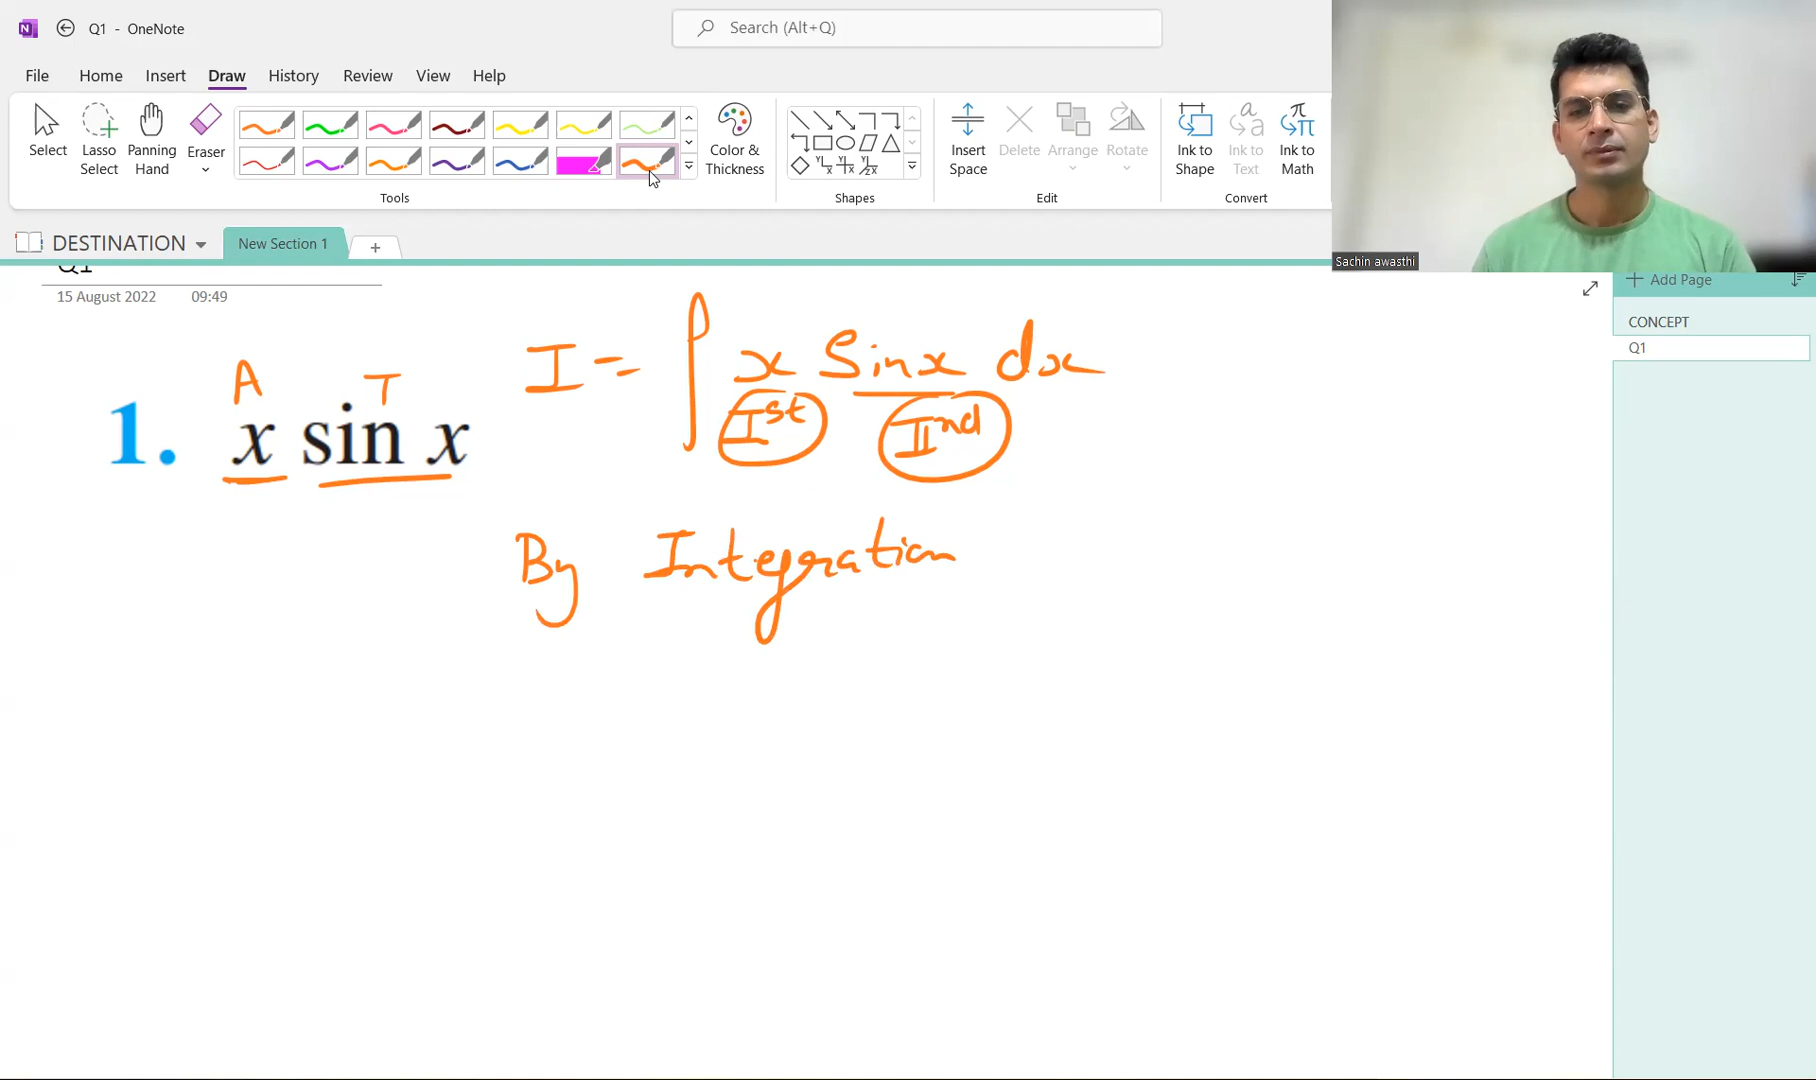 Q1 - OneNote
Search (Alt+Q)
File Home Insert Draw History Review View Help
Select Lasso Select Panning Hand Eraser Color & Thickness Insert Space Delete Arrange Rotate Ink to Shape Ink to Text Ink to Math
Tools Shapes Edit Convert
Sachin awasthi
DESTINATION New Section 1 +
Q1
15 August 2022 09:49
Add Page
CONCEPT
Q1
A T
1. x sin x
I = ∫ x Sinx dx
Ist IInd
By Integration